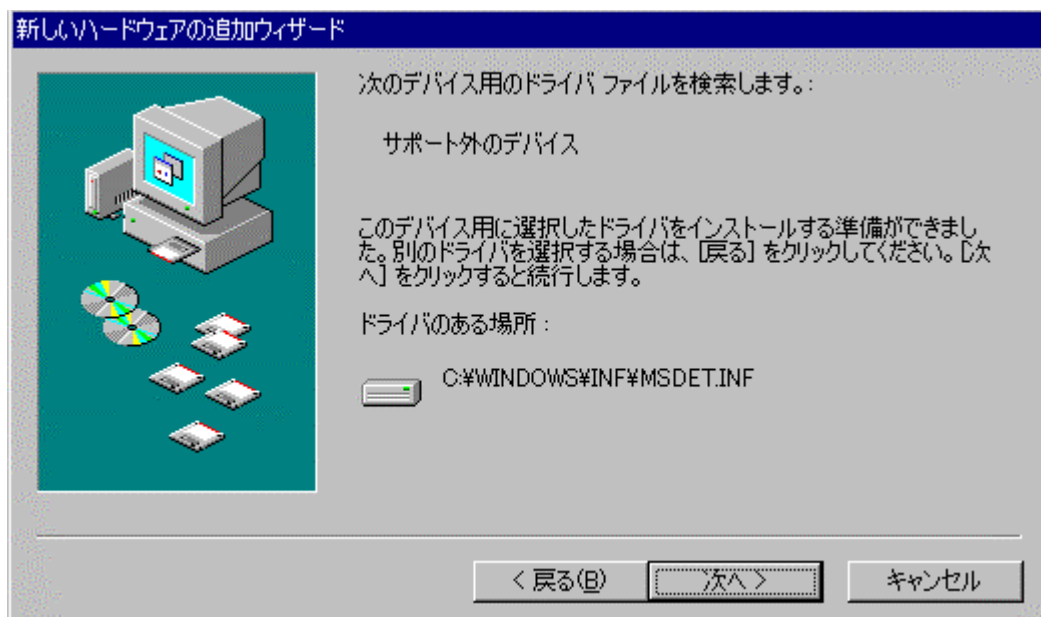 新しいハードウェアの追加ウィザード
次のデバイス用のドライバ ファイルを検索します。:
サポート外のデバイス
このデバイス用に選択したドライバをインストールする準備ができまし
た。別のドライバを選択する場合は、[戻る] をクリックしてください。[次
へ] をクリックすると続行します。
ドライバのある場所 :
C:¥WINDOWS¥INF¥MSDET.INF
< 戻る(B)
次へ >
キャンセル